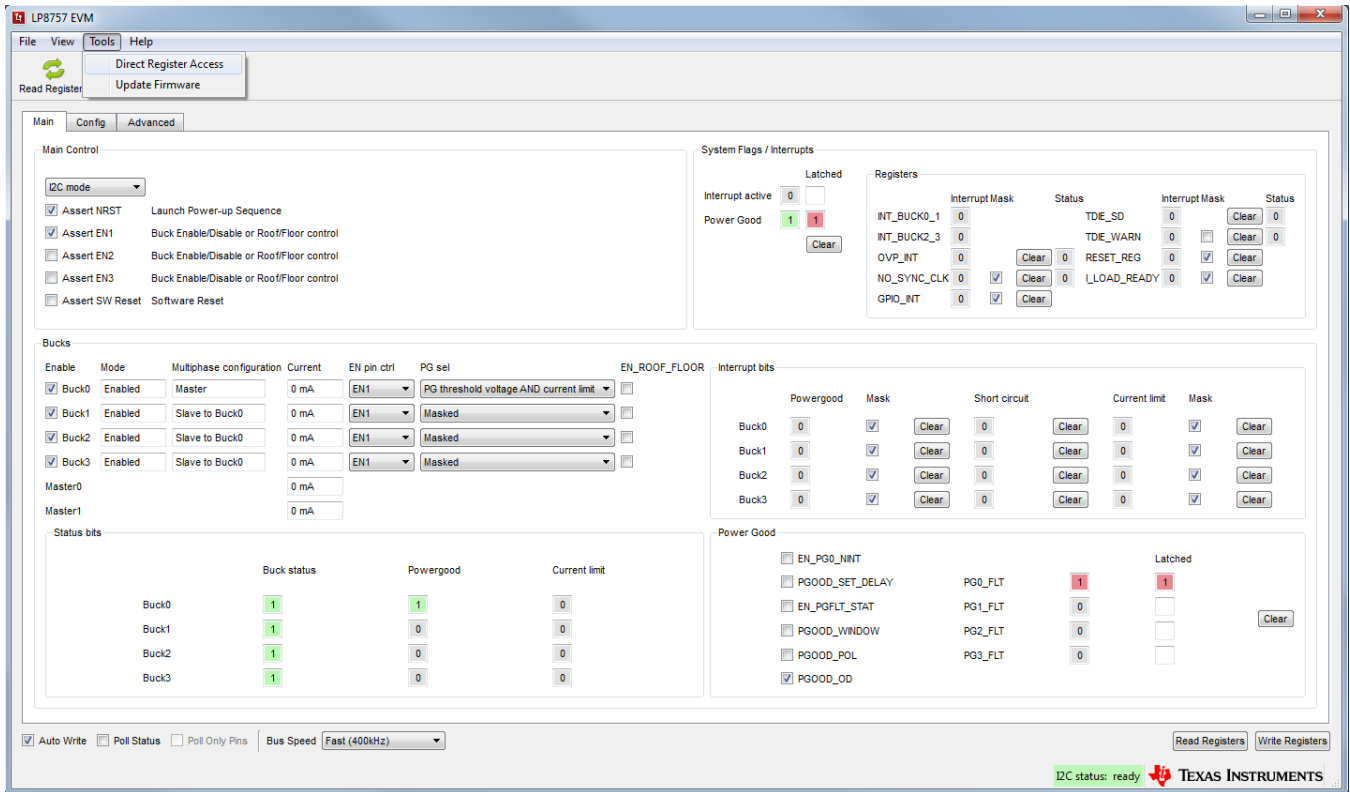 LP8757 EVM
File View Tools Help
Direct Register Access
Update Firmware
Read Register
Main Config Advanced
Main Control
I2C mode
Assert NRST Launch Power-up Sequence
Assert EN1 Buck Enable/Disable or Roof/Floor control
Assert EN2 Buck Enable/Disable or Roof/Floor control
Assert EN3 Buck Enable/Disable or Roof/Floor control
Assert SW Reset Software Reset
System Flags / Interrupts
Latched
Interrupt active 0
Power Good 1 1
Clear
Registers
Interrupt Mask Status Interrupt Mask Status
INT_BUCK0_1 0 TDIE_SD 0 Clear 0
INT_BUCK2_3 0 TDIE_WARN 0 Clear 0
OVP_INT 0 Clear 0 RESET_REG 0 Clear
NO_SYNC_CLK 0 Clear 0 I_LOAD_READY 0 Clear
GPIO_INT 0 Clear
Bucks
Enable Mode Multiphase configuration Current EN pin ctrl PG sel EN_ROOF_FLOOR
Buck0 Enabled Master 0 mA EN1 PG threshold voltage AND current limit
Buck1 Enabled Slave to Buck0 0 mA EN1 Masked
Buck2 Enabled Slave to Buck0 0 mA EN1 Masked
Buck3 Enabled Slave to Buck0 0 mA EN1 Masked
Master0 0 mA
Master1 0 mA
Interrupt bits
Powergood Mask Short circuit Current limit Mask
Buck0 0 Clear 0 Clear 0 Clear
Buck1 0 Clear 0 Clear 0 Clear
Buck2 0 Clear 0 Clear 0 Clear
Buck3 0 Clear 0 Clear 0 Clear
Status bits
Buck status Powergood Current limit
Buck0 1 1 0
Buck1 1 0 0
Buck2 1 0 0
Buck3 1 0 0
Power Good
EN_PG0_NINT Latched
PGOOD_SET_DELAY PG0_FLT 1 1
EN_PGFLT_STAT PG1_FLT 0
Clear
PGOOD_WINDOW PG2_FLT 0
PGOOD_POL PG3_FLT 0
PGOOD_OD
Auto Write Poll Status Poll Only Pins Bus Speed Fast (400kHz) Read Registers Write Registers
I2C status: ready TEXAS INSTRUMENTS